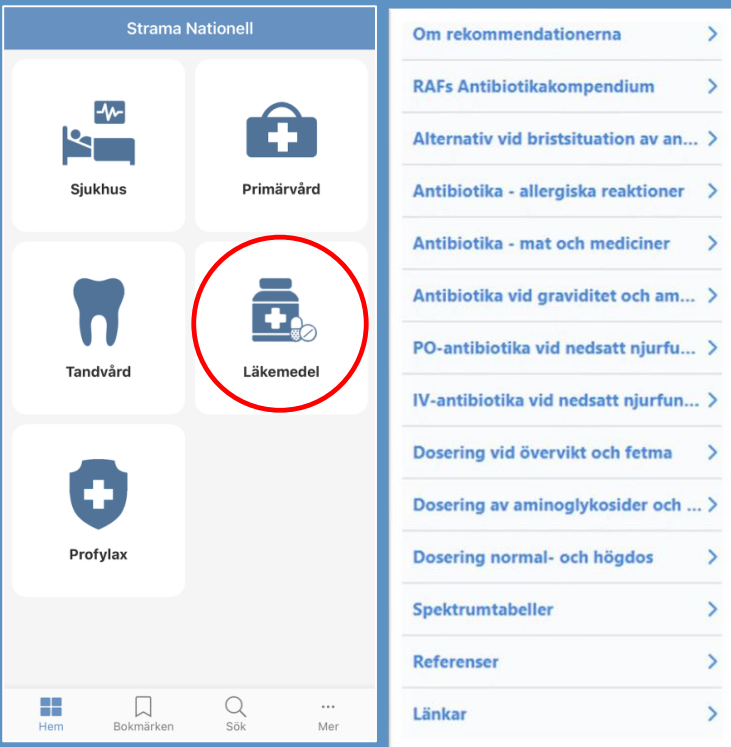 Strama Nationell
Sjukhus
Primärvård
Tandvård
Läkemedel
Profylax
Hem
Bokmärken
Sök
Mer
Om rekommendationerna
RAFs Antibiotikakompendium
Alternativ vid bristsituation av an...
Antibiotika - allergiska reaktioner
Antibiotika - mat och mediciner
Antibiotika vid graviditet och am...
PO-antibiotika vid nedsatt njurfu...
IV-antibiotika vid nedsatt njurfun...
Dosering vid övervikt och fetma
Dosering av aminoglykosider och ...
Dosering normal- och högdos
Spektrumtabeller
Referenser
Länkar